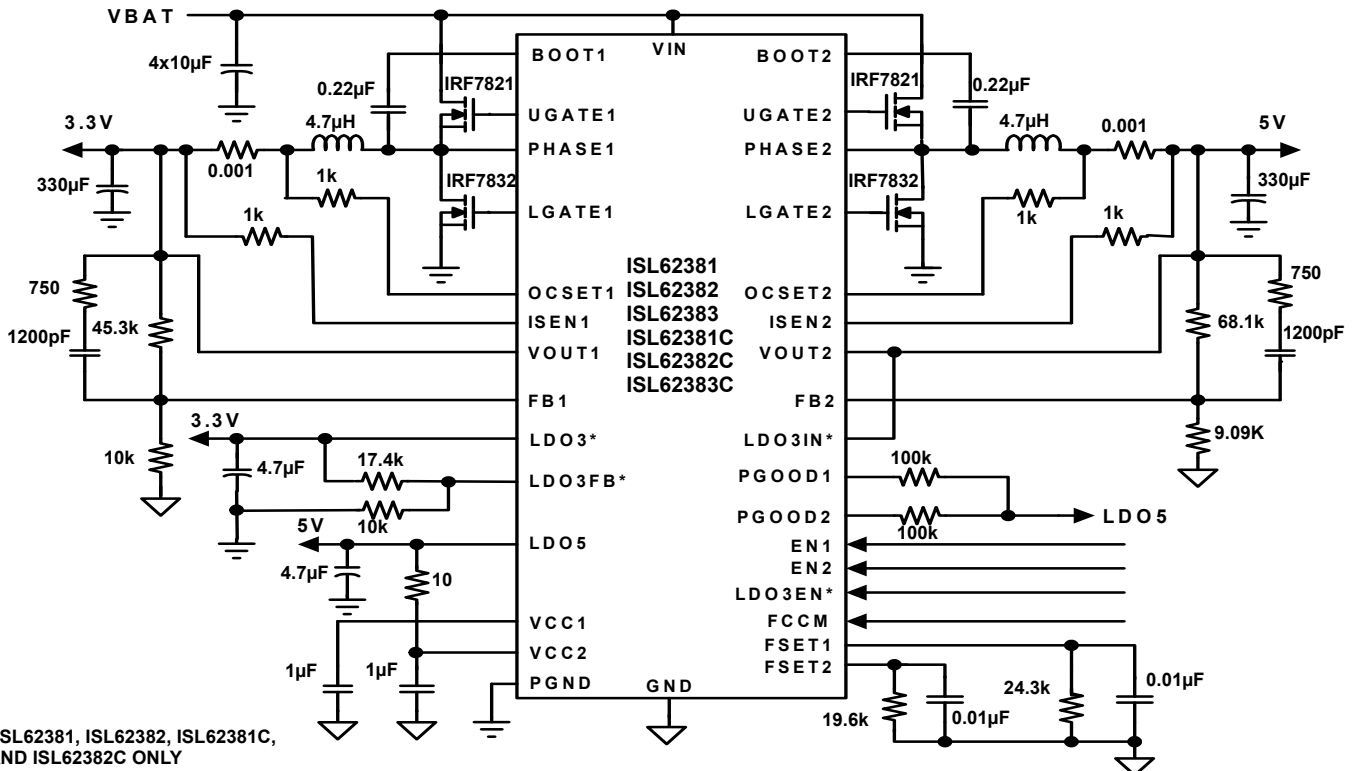 VBAT
VIN
4x10µF
BOOT1
BOOT2
0.22µF
IRF7821
IRF7821
0.22µF
UGATE1
UGATE2
3.3V
4.7µH
4.7µH
0.001
5V
PHASE1
PHASE2
0.001
330µF
1k
IRF7832
IRF7832
1k
330µF
1k
LGATE1
LGATE2
1k
ISL62381
ISL62382
ISL62383
ISL62381C
ISL62382C
ISL62383C
750
OCSET1
OCSET2
750
45.3k
ISEN1
ISEN2
68.1k
1200pF
VOUT1
VOUT2
1200pF
FB1
FB2
3.3V
LDO3*
LDO3IN*
9.09K
10k
4.7µF
17.4k
LDO3FB*
PGOOD1
100k
10k
PGOOD2
100k
LDO5
5V
LDO5
EN1
4.7µF
10
EN2
LDO3EN*
VCC1
FCCM
FSET1
VCC2
FSET2
1µF
1µF
PGND
GND
19.6k
0.01µF
24.3k
0.01µF
SL62381, ISL62382, ISL62381C,
ND ISL62382C ONLY